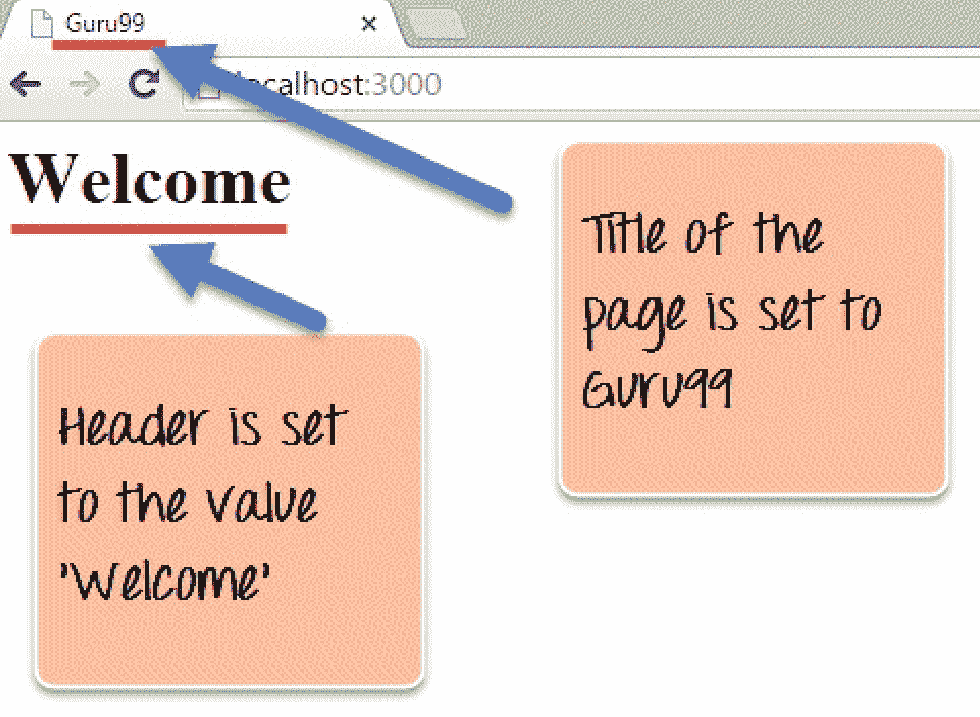 Guru99
localhost:3000
Welcome
Title of the
page is set to
Guru99
Header is set
to the value
'Welcome'